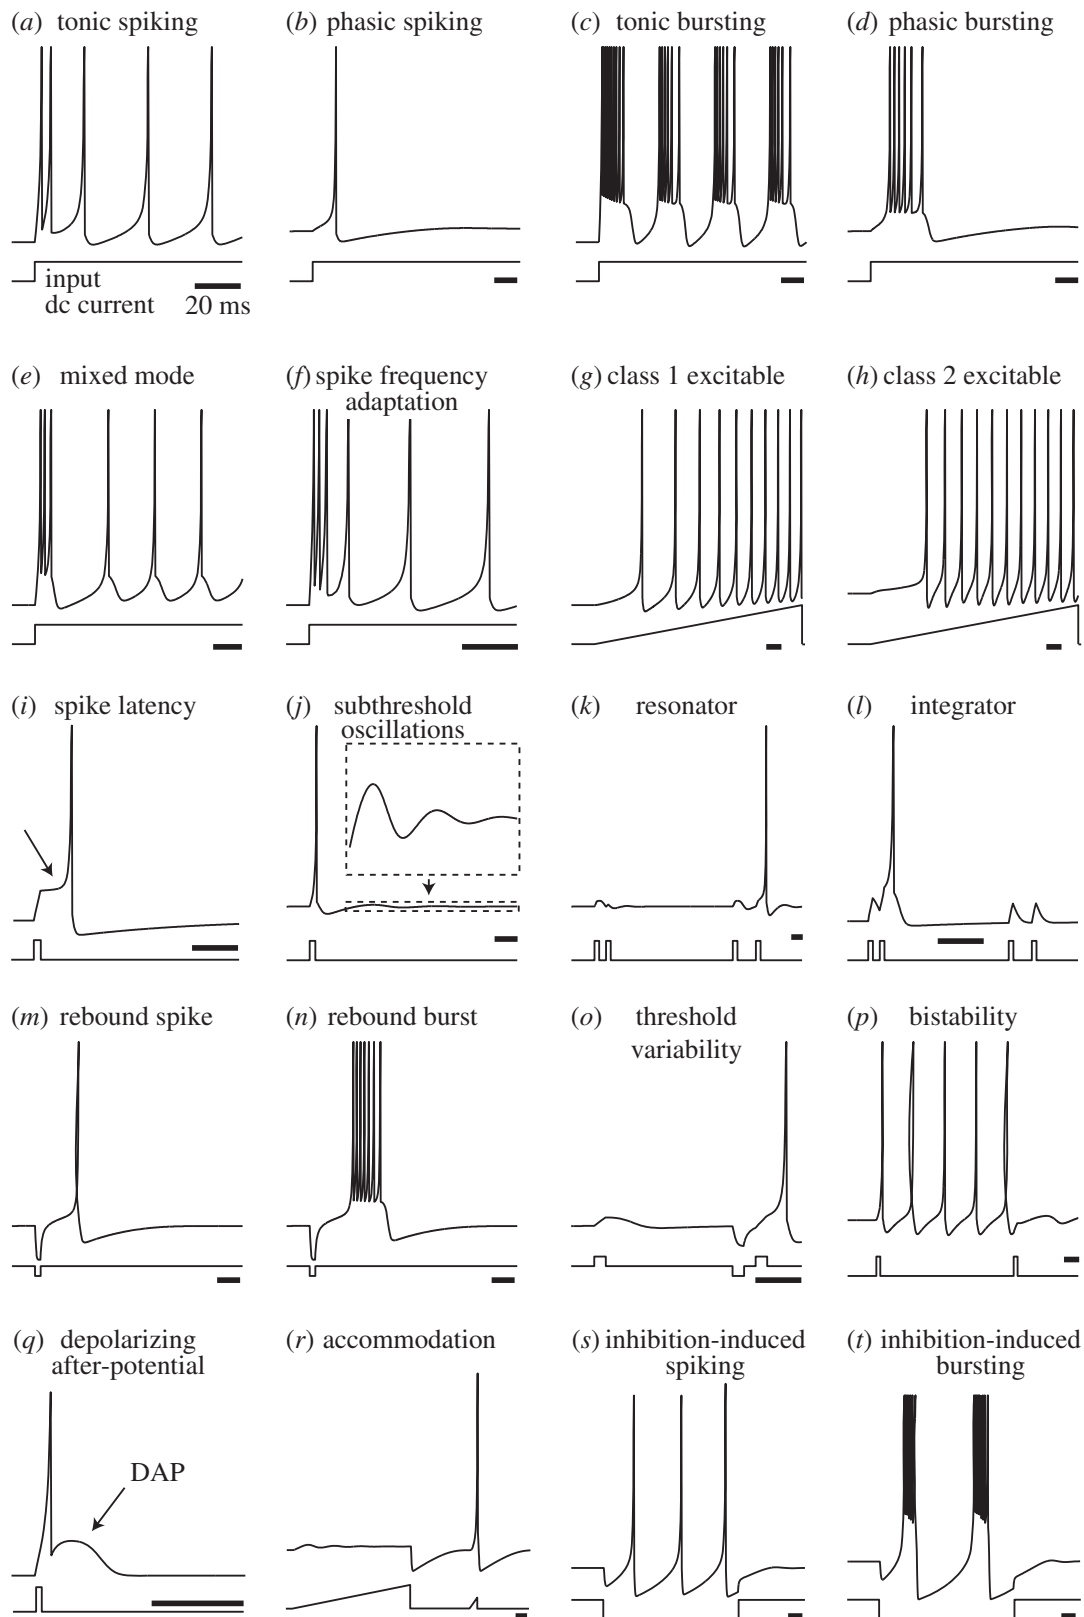 (a) tonic spiking
(b) phasic spiking
(c) tonic bursting
(d) phasic bursting
input
dc current
20 ms
(e) mixed mode
(f) spike frequency
adaptation
(g) class 1 excitable
(h) class 2 excitable
(i) spike latency
(j) subthreshold
oscillations
(k) resonator
(l) integrator
(m) rebound spike
(n) rebound burst
(o) threshold
variability
(p) bistability
(q) depolarizing
after-potential
DAP
(r) accommodation
(s) inhibition-induced
spiking
(t) inhibition-induced
bursting